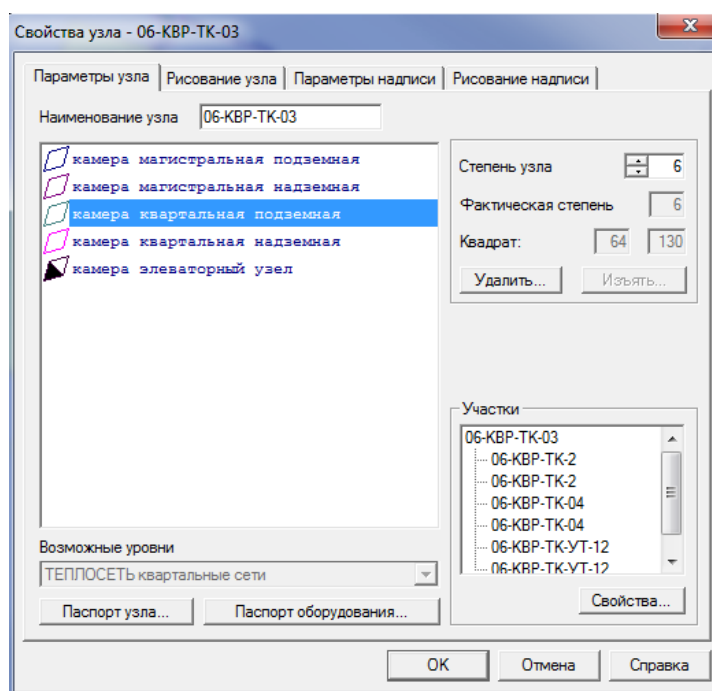 Свойства узла - 06-КВР-ТК-03
Параметры узла Рисование узла Параметры надписи Рисование надписи
Наименование узла 06-КВР-ТК-03
камера магистральная подземная
камера магистральная надземная
камера квартальная подземная
камера квартальная надземная
камера элеваторный узел
Возможные уровни
ТЕПЛОСЕТЬ квартальные сети
Паспорт узла... Паспорт оборудования...
Степень узла 6
Фактическая степень 6
Квадрат: 64 130
Удалить... Изъять...
Участки
06-КВР-ТК-03
06-КВР-ТК-2
06-КВР-ТК-2
06-КВР-ТК-04
06-КВР-ТК-04
06-КВР-ТК-УТ-12
06-КВР-ТК-УТ-12
Свойства...
OK Отмена Справка